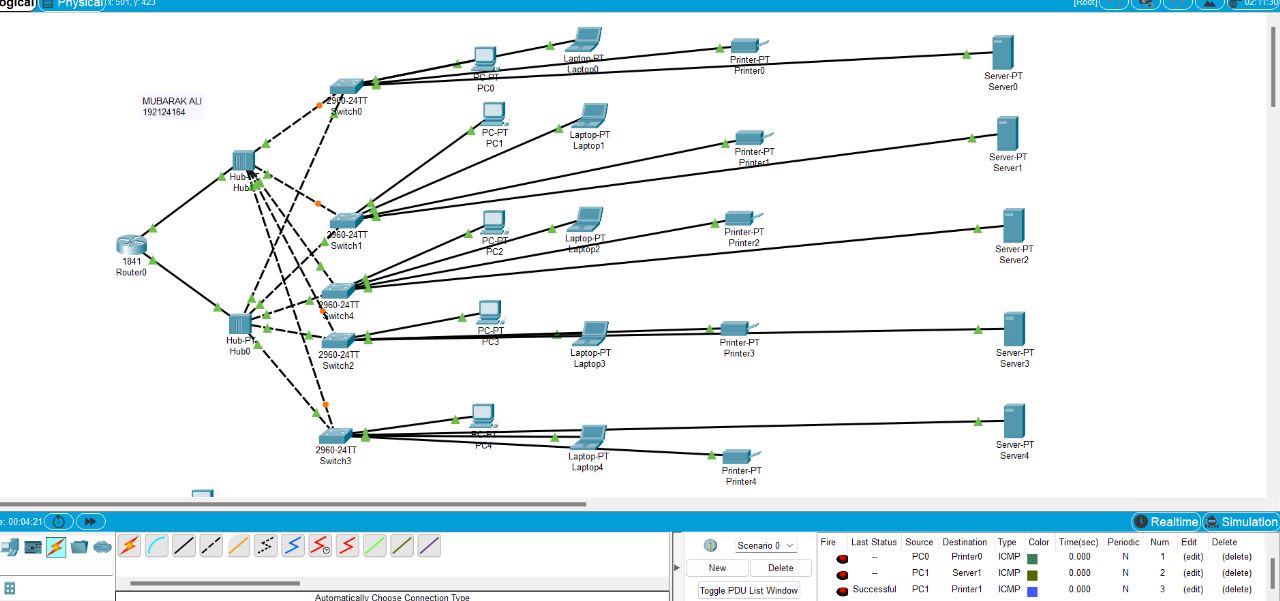 ogical Physical x: 501, y: 423 [Root] 02:11:30
MUBARAK ALI
192124164
2960-24TT
Switch0
PC-PT
PC0
Laptop-PT
Laptop0
Printer-PT
Printer0
Server-PT
Server0
Hub-PT
2960-24TT
Switch1
PC-PT
PC1
Laptop-PT
Laptop1
Printer-PT
Printer1
Server-PT
Server1
1841
Router0
2960-24TT
Switch4
PC-PT
PC2
Laptop-PT
Laptop2
Printer-PT
Printer2
Server-PT
Server2
Hub-PT
Hub0
2960-24TT
Switch2
PC-PT
PC3
Laptop-PT
Laptop3
Printer-PT
Printer3
Server-PT
Server3
2960-24TT
Switch3
PC-PT
PC4
Laptop-PT
Laptop4
Printer-PT
Printer4
Server-PT
Server4
e: 00:04:21 Realtime Simulation
Automatically Choose Connection Type
Scenario 0
New Delete
Toggle PDU List Window
Fire Last Status Source Destination Type Color Time(sec) Periodic Num Edit Delete
-- PC0 Printer0 ICMP 0.000 N 1 (edit) (delete)
-- PC1 Server1 ICMP 0.000 N 2 (edit) (delete)
Successful PC1 Printer1 ICMP 0.000 N 3 (edit) (delete)